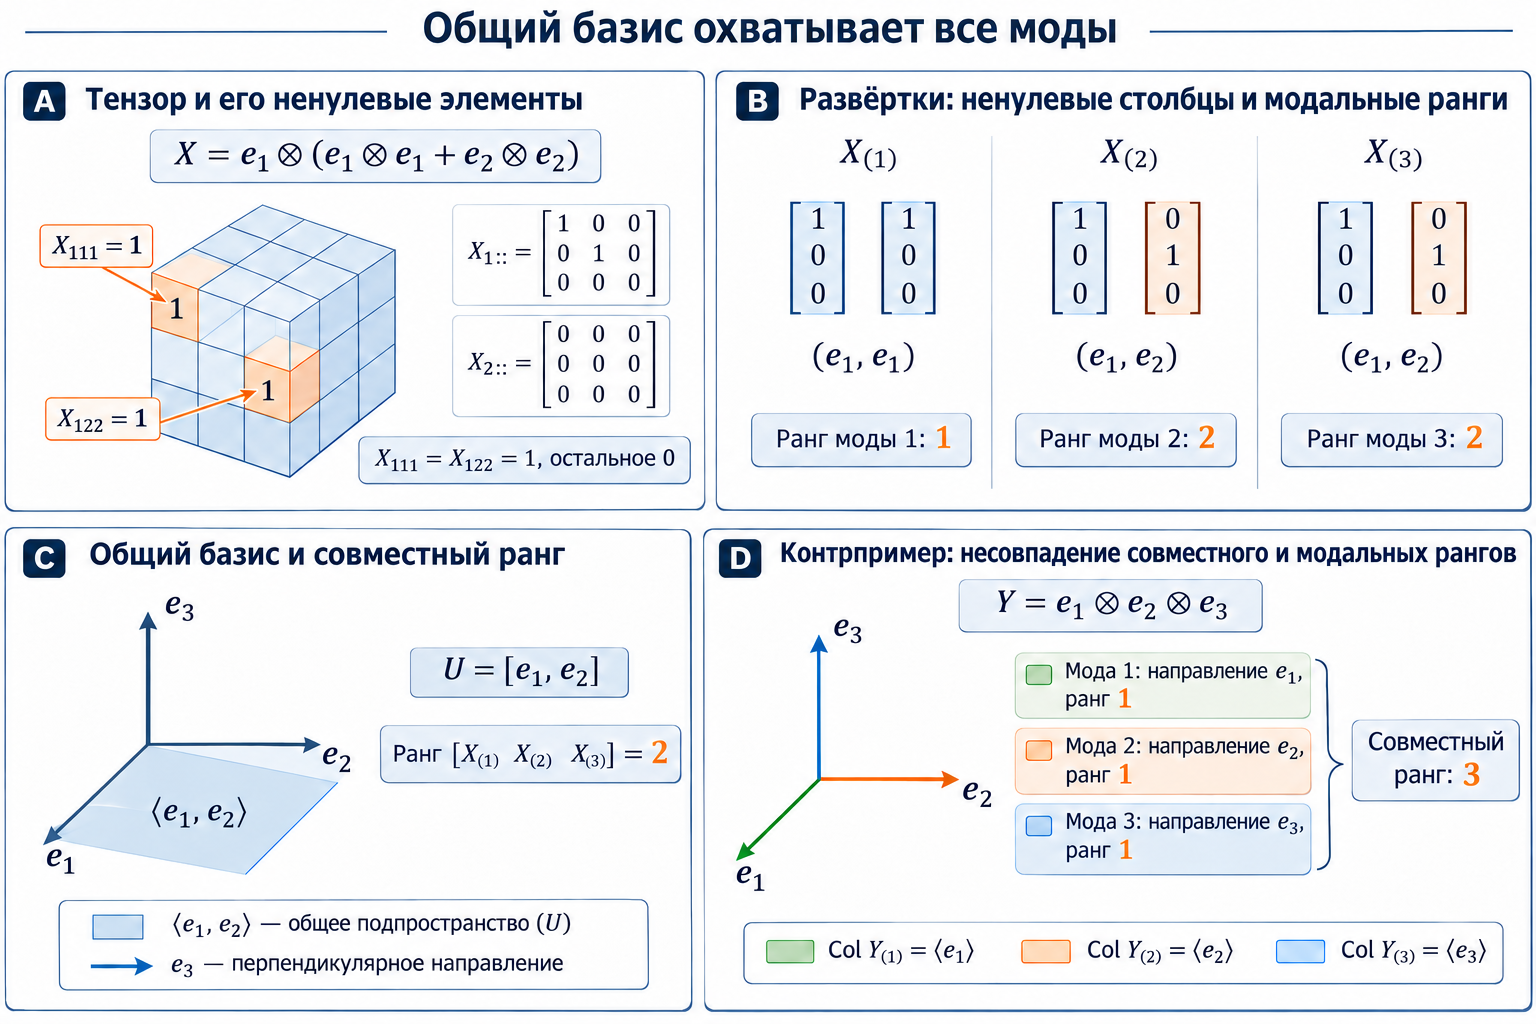 Общий базис охватывает все моды
A Тензор и его ненулевые элементы
X = e₁ ⊗ (e₁ ⊗ e₁ + e₂ ⊗ e₂)
X₁₁₁ = 1
1
1
X₁₂₂ = 1
X₁:: = [1 0 0
0 1 0
0 0 0]
X₂:: = [0 0 0
0 0 0
0 0 0]
X₁₁₁ = X₁₂₂ = 1, остальное 0
B Развёртки: ненулевые столбцы и модальные ранги
X₍₁₎ X₍₂₎ X₍₃₎
[1] [1] [1] [0] [1] [0]
[0] [0] [0] [1] [0] [1]
[0] [0] [0] [0] [0] [0]
(e₁, e₁) (e₁, e₂) (e₁, e₂)
Ранг моды 1: 1 Ранг моды 2: 2 Ранг моды 3: 2
C Общий базис и совместный ранг
e₃
e₂
e₁
⟨e₁, e₂⟩
U = [e₁, e₂]
Ранг [X₍₁₎ X₍₂₎ X₍₃₎] = 2
⟨e₁, e₂⟩ — общее подпространство (U)
e₃ — перпендикулярное направление
D Контрпример: несовпадение совместного и модальных рангов
Y = e₁ ⊗ e₂ ⊗ e₃
e₃
e₂
e₁
Мода 1: направление e₁,
ранг 1
Мода 2: направление e₂,
ранг 1
Мода 3: направление e₃,
ранг 1
Совместный
ранг: 3
Col Y₍₁₎ = ⟨e₁⟩ Col Y₍₂₎ = ⟨e₂⟩ Col Y₍₃₎ = ⟨e₃⟩